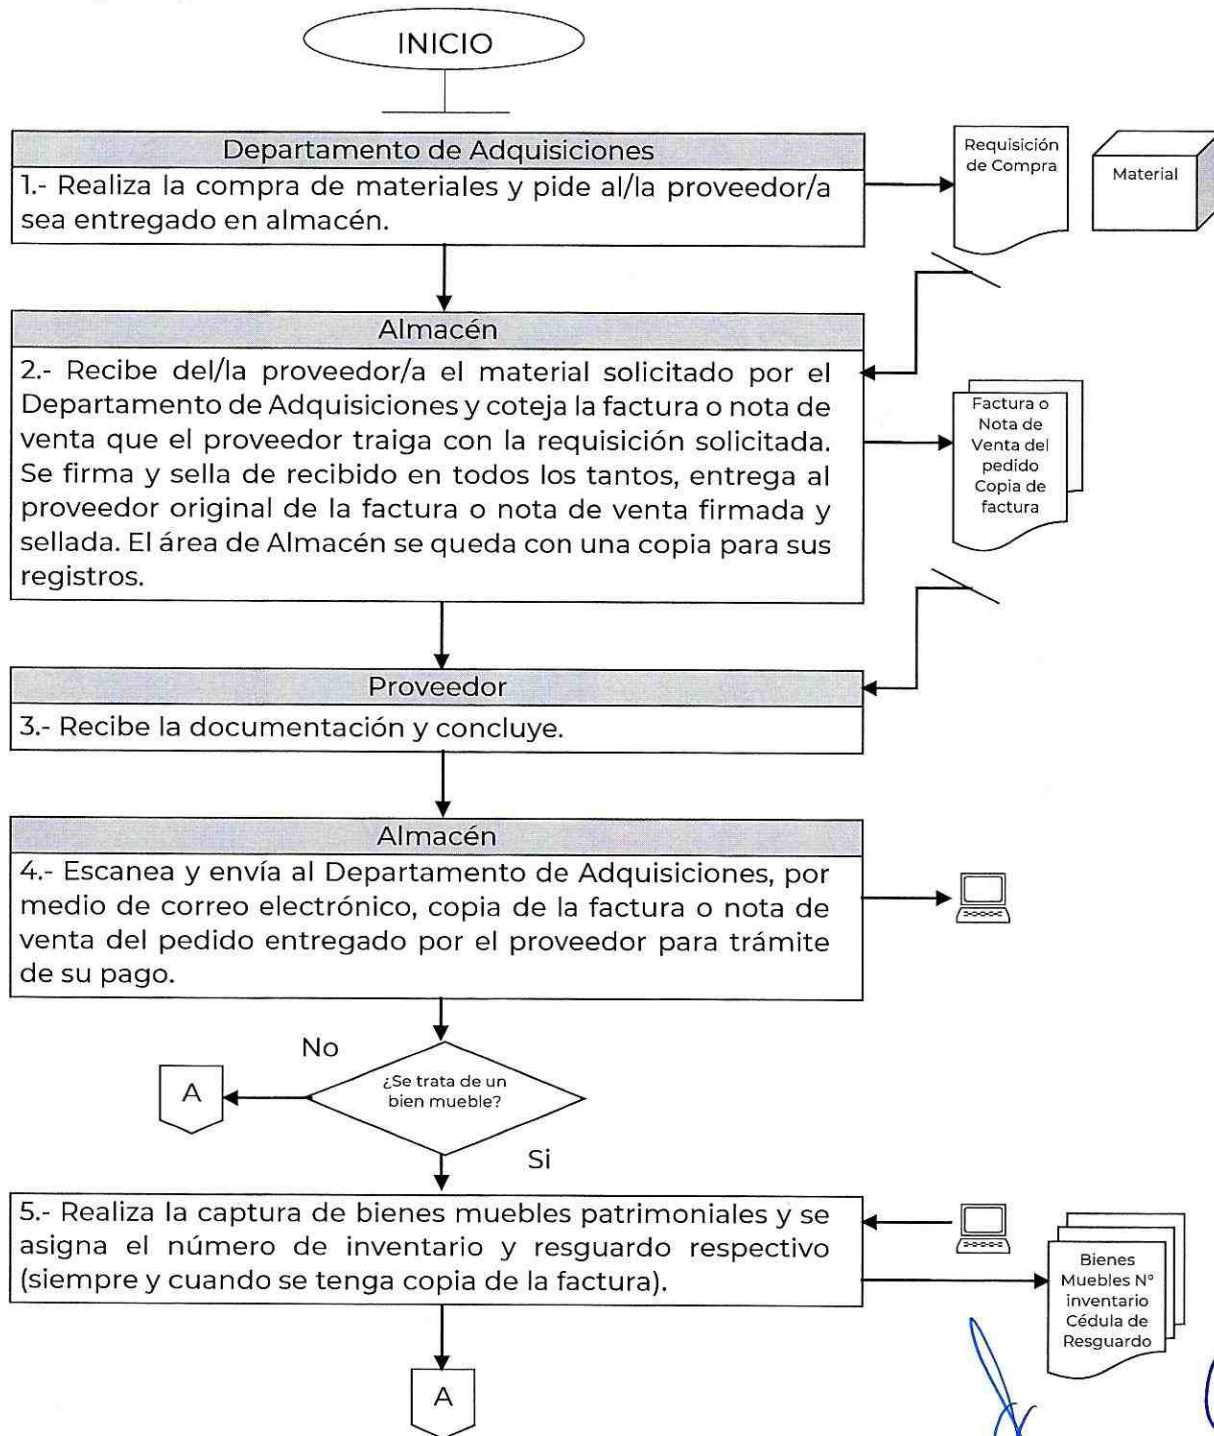 INICIO
Departamento de Adquisiciones
1.- Realiza la compra de materiales y pide al/la proveedor/a
sea entregado en almacén.
Requisición
de Compra
Material
Almacén
2.- Recibe del/la proveedor/a el material solicitado por el
Departamento de Adquisiciones y coteja la factura o nota de
venta que el proveedor traiga con la requisición solicitada.
Se firma y sella de recibido en todos los tantos, entrega al
proveedor original de la factura o nota de venta firmada y
sellada. El área de Almacén se queda con una copia para sus
registros.
Factura o
Nota de
Venta del
pedido
Copia de
factura
Proveedor
3.- Recibe la documentación y concluye.
Almacén
4.- Escanea y envía al Departamento de Adquisiciones, por
medio de correo electrónico, copia de la factura o nota de
venta del pedido entregado por el proveedor para trámite
de su pago.
No
A
¿Se trata de un
bien mueble?
Si
5.- Realiza la captura de bienes muebles patrimoniales y se
asigna el número de inventario y resguardo respectivo
(siempre y cuando se tenga copia de la factura).
Bienes
Muebles N°
inventario
Cédula de
Resguardo
A